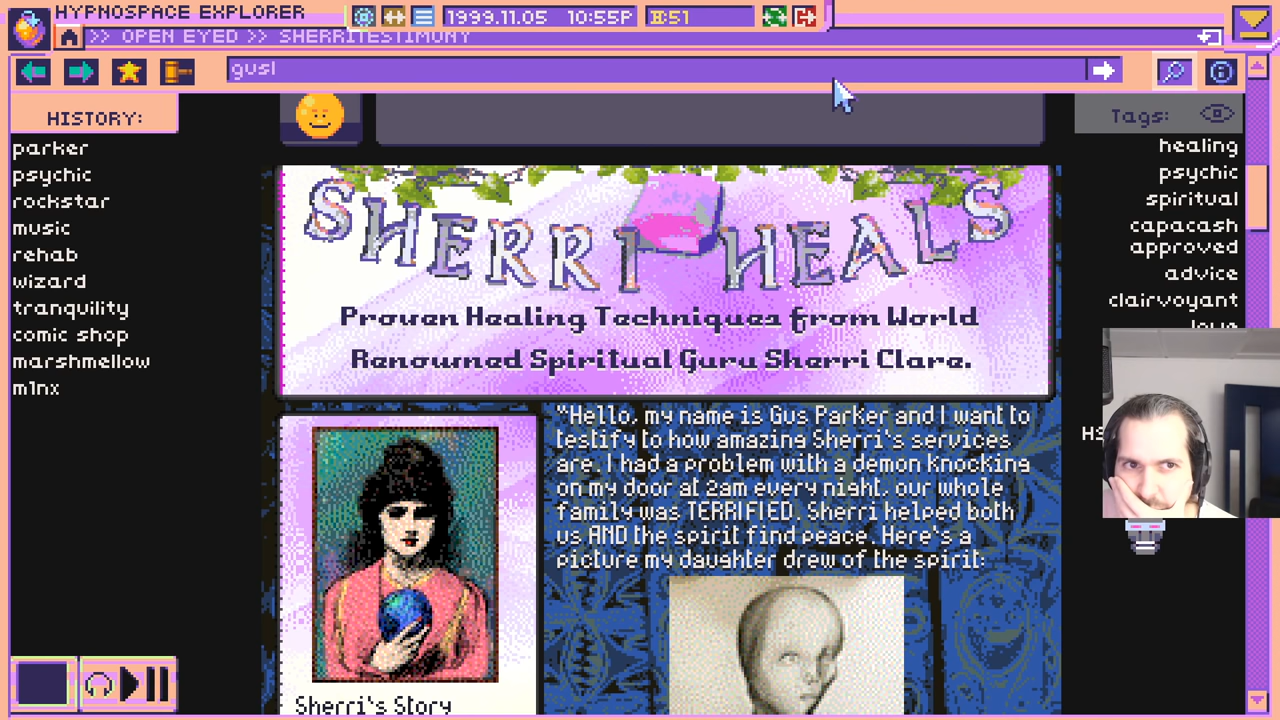 HYPNOSPACE EXPLORER
1999.11.05 10:55P
51
>> OPEN EYED >> SHERRITESTIMONY
gusl
HISTORY:
parker
psychic
rockstar
music
rehab
wizard
tranquility
comic shop
marshmellow
m1nx
SHERRI HEALS
Proven Healing Techniques from World
Renowned Spiritual Guru Sherri Clare.
"Hello, my name is Gus Parker and I want to
testify to how amazing Sherri's services
are. I had a problem with a demon knocking
on my door at 2am every night, our whole
family was TERRIFIED. Sherri helped both
us AND the spirit find peace. Here's a
picture my daughter drew of the spirit:
Sherri's Story
Tags:
healing
psychic
spiritual
capacash
approved
advice
clairvoyant
love